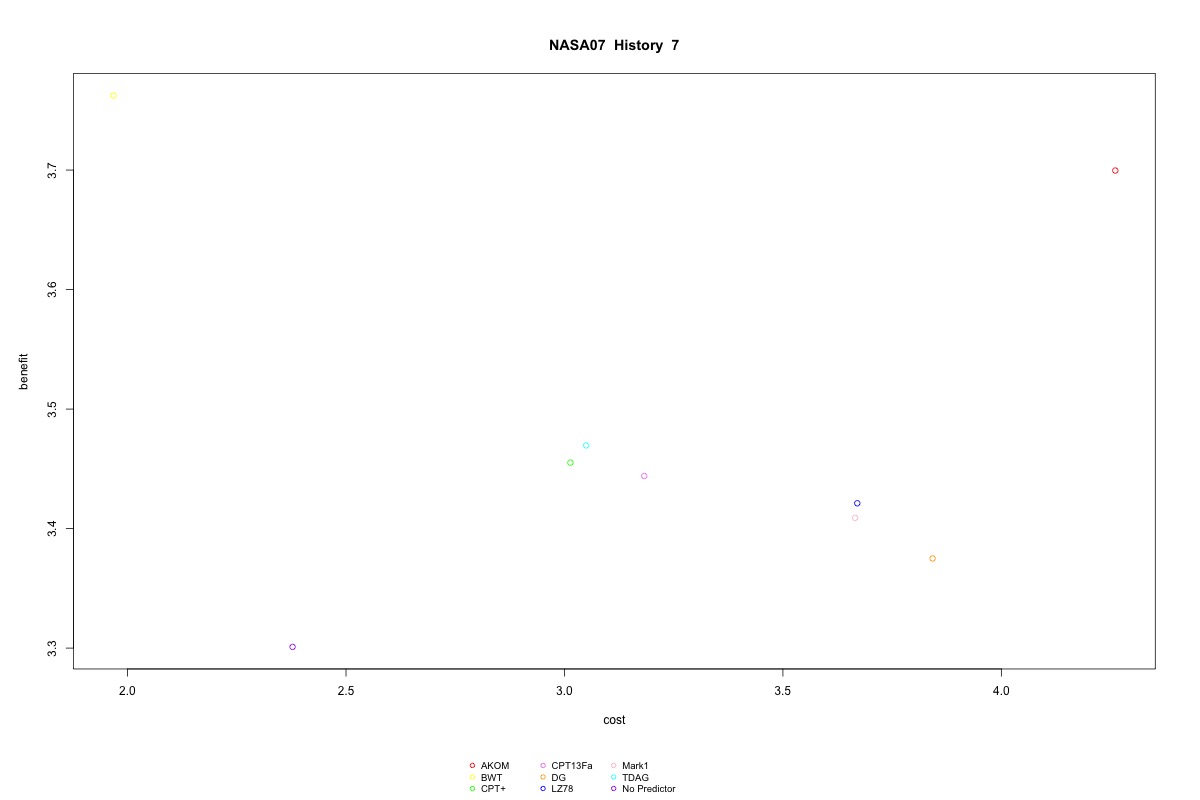 NASA07 History 7
benefit
3.7
3.6
3.5
3.4
3.3
2.0 2.5 3.0 3.5 4.0
cost
AKOM CPT13Fa Mark1
BWT DG TDAG
CPT+ LZ78 No Predictor